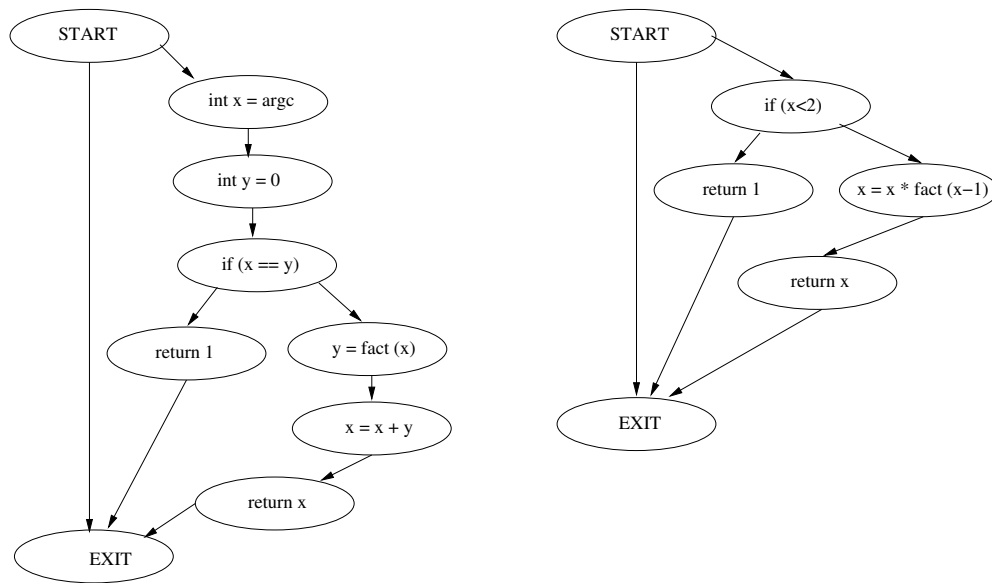 START
int x = argc
int y = 0
if (x == y)
return 1
y = fact (x)
x = x + y
return x
EXIT
START
if (x<2)
return 1
x = x * fact (x−1)
return x
EXIT